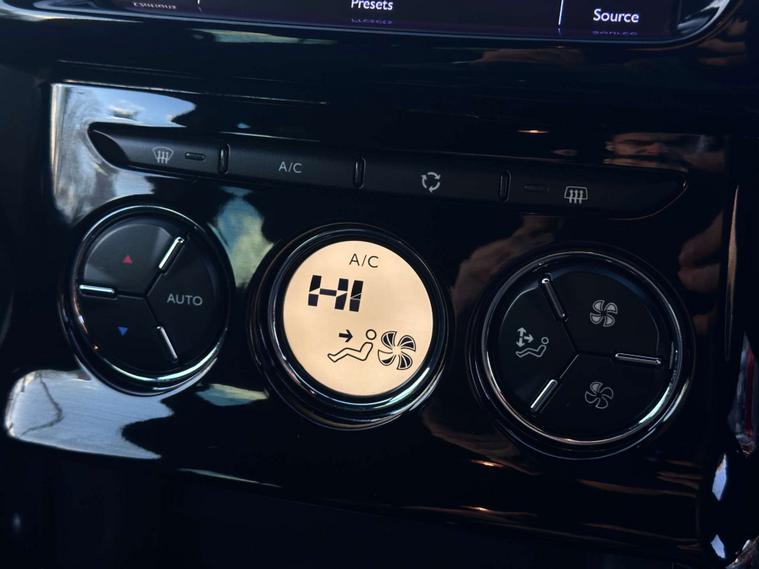 Presets
Source
A/C
AUTO
A/C
HI